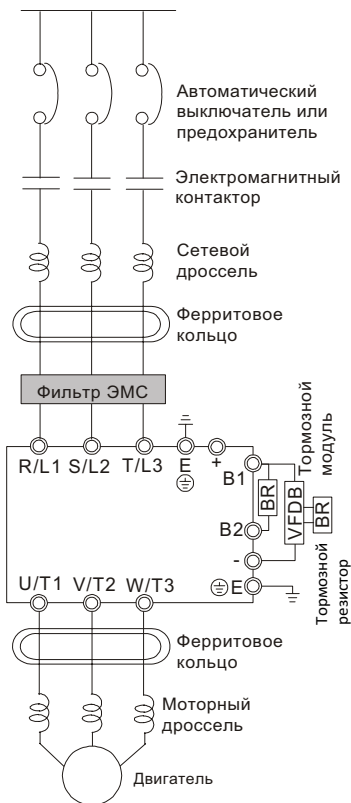 Автоматический
выключатель или
предохранитель
Электромагнитный
контактор
Сетевой
дроссель
Ферритовое
кольцо
Фильтр ЭМС
R/L1 S/L2 T/L3 E +
B1
BR
B2
-
E
VFDB
BR
Тормозной
модуль
Тормозной
резистор
U/T1 V/T2 W/T3
Ферритовое
кольцо
Моторный
дроссель
Двигатель